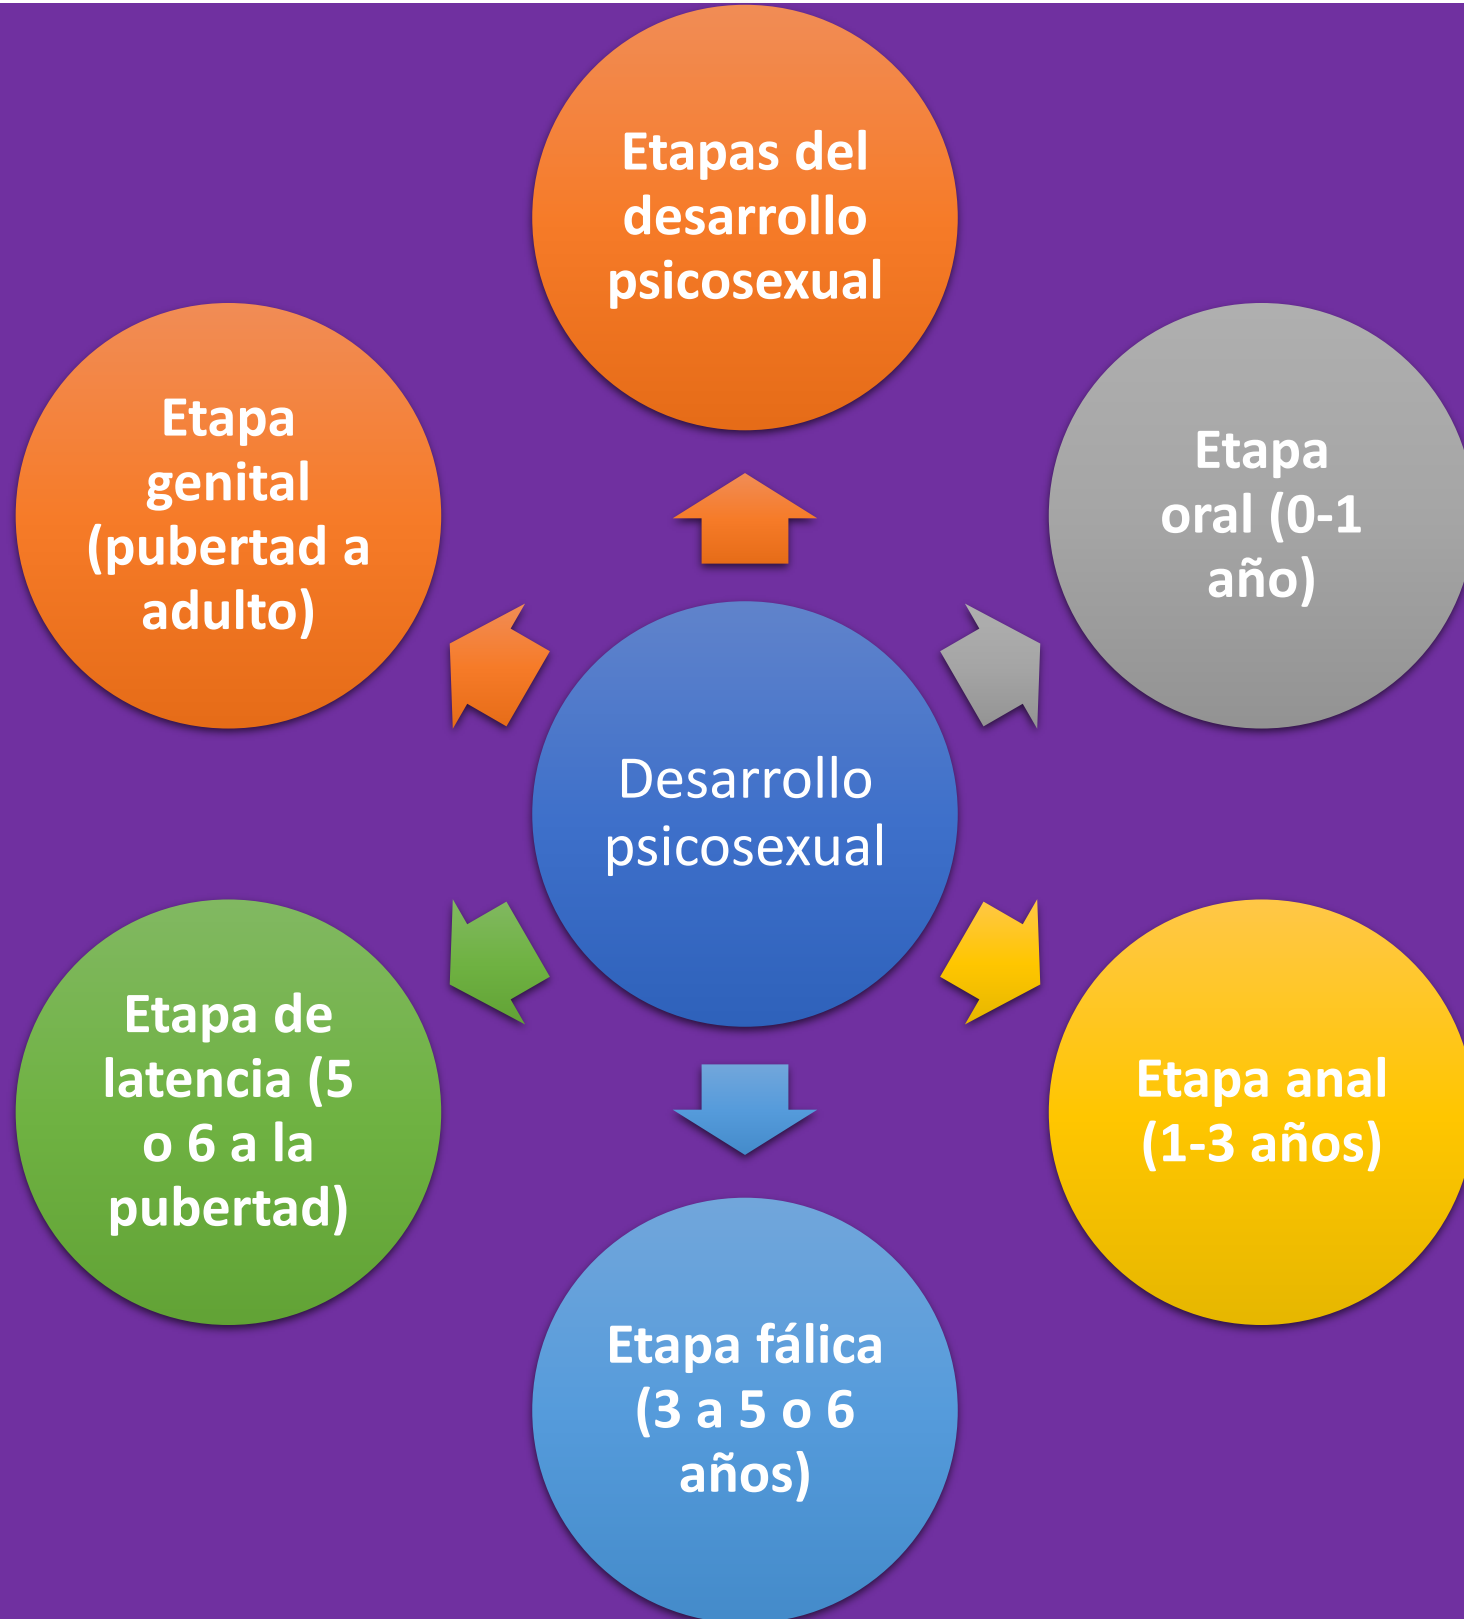 Etapas del
desarrollo
psicosexual
Etapa
oral (0-1
año)
Etapa anal
(1-3 años)
Etapa fálica
(3 a 5 o 6
años)
Etapa de
latencia (5
o 6 a la
pubertad)
Etapa
genital
(pubertad a
adulto)
Desarrollo
psicosexual